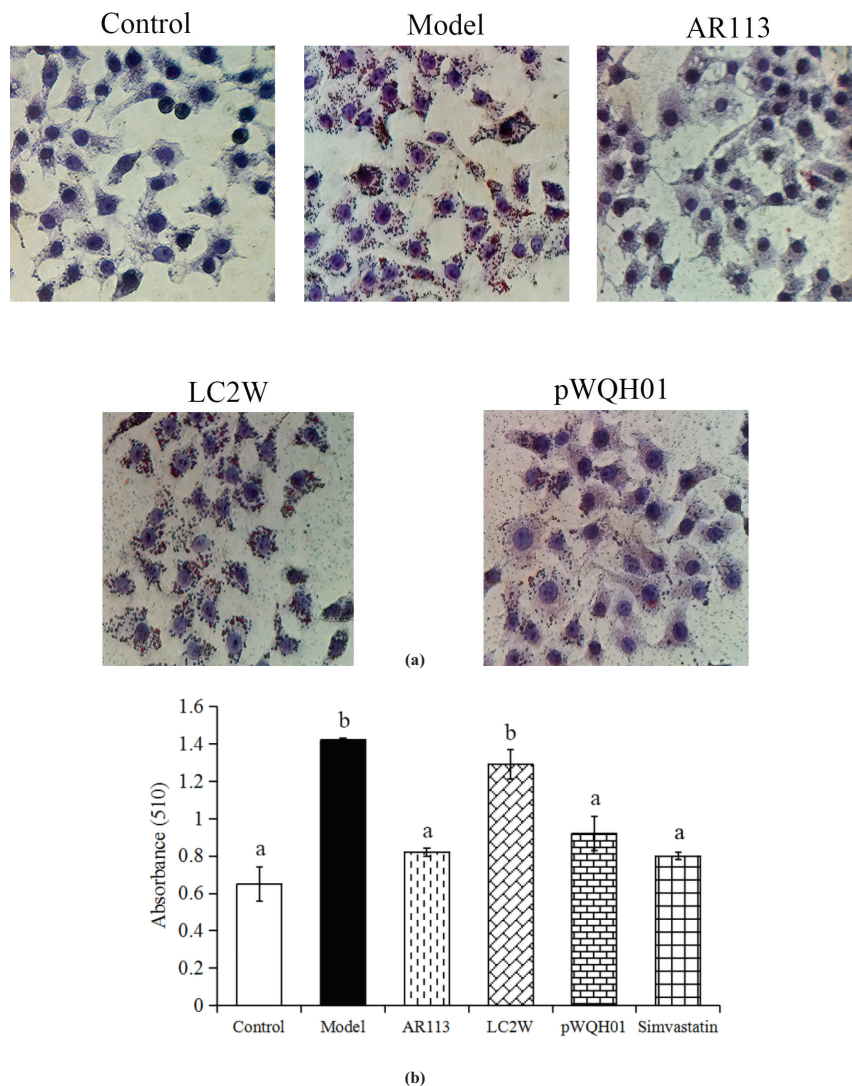 Control Model AR113
LC2W pWQH01
(a)
1.6
1.4
1.2
1
0.8
0.6
0.4
0.2
0
Absorbance (510)
a b a b a a
Control Model AR113 LC2W pWQH01 Simvastatin
(b)